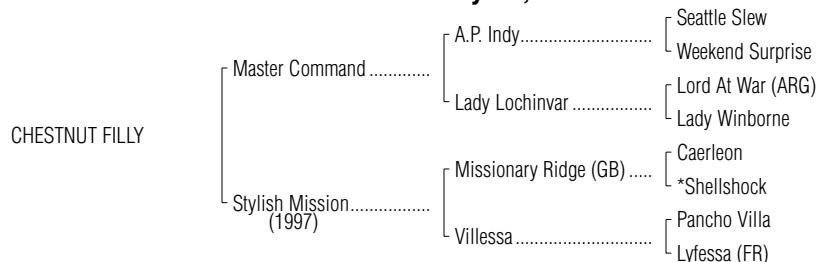 Seattle Slew
A.P. Indy
Weekend Surprise
Master Command
Lord At War (ARG)
Lady Lochinvar
Lady Winborne
CHESTNUT FILLY
Caerleon
Missionary Ridge (GB)
*Shellshock
Stylish Mission
(1997)
Pancho Villa
Villessa
Lyfessa (FR)